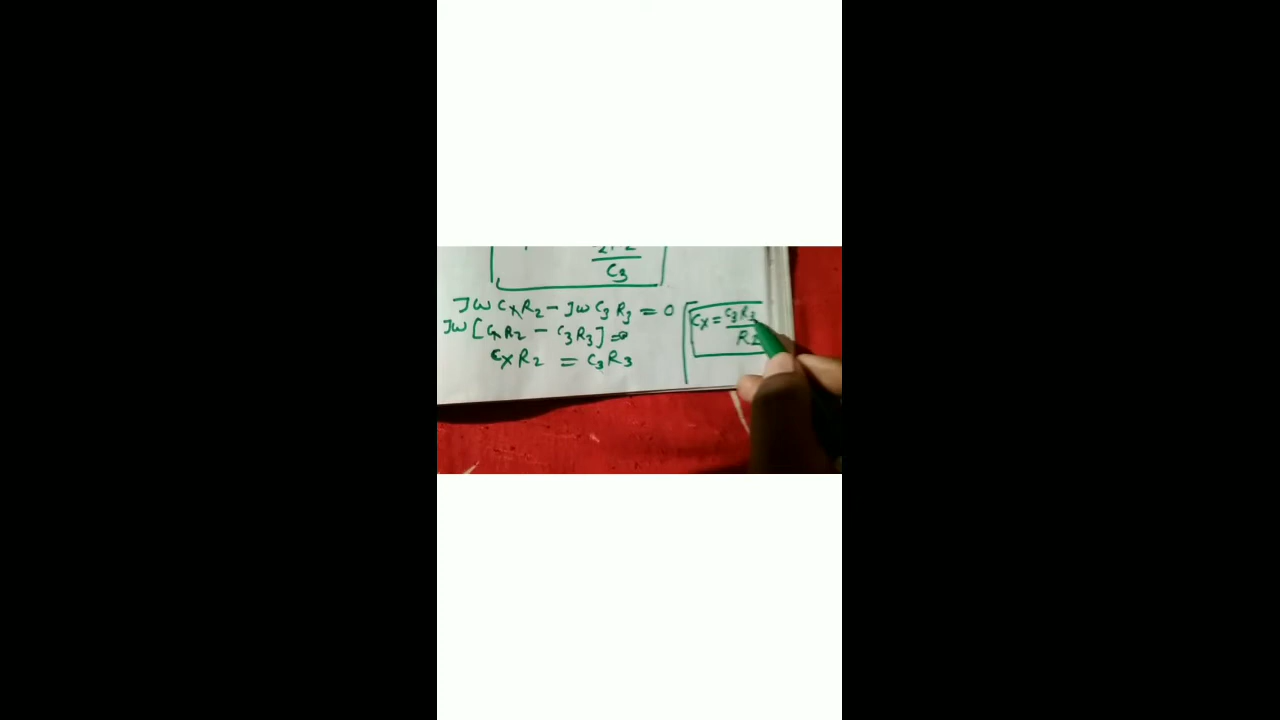 C₃
JωCxR₂ - JωC₃R₃ = 0
Jω[CxR₂ - C₃R₃] = 0
CxR₂ = C₃R₃
Cx = C₃R₃
R₂